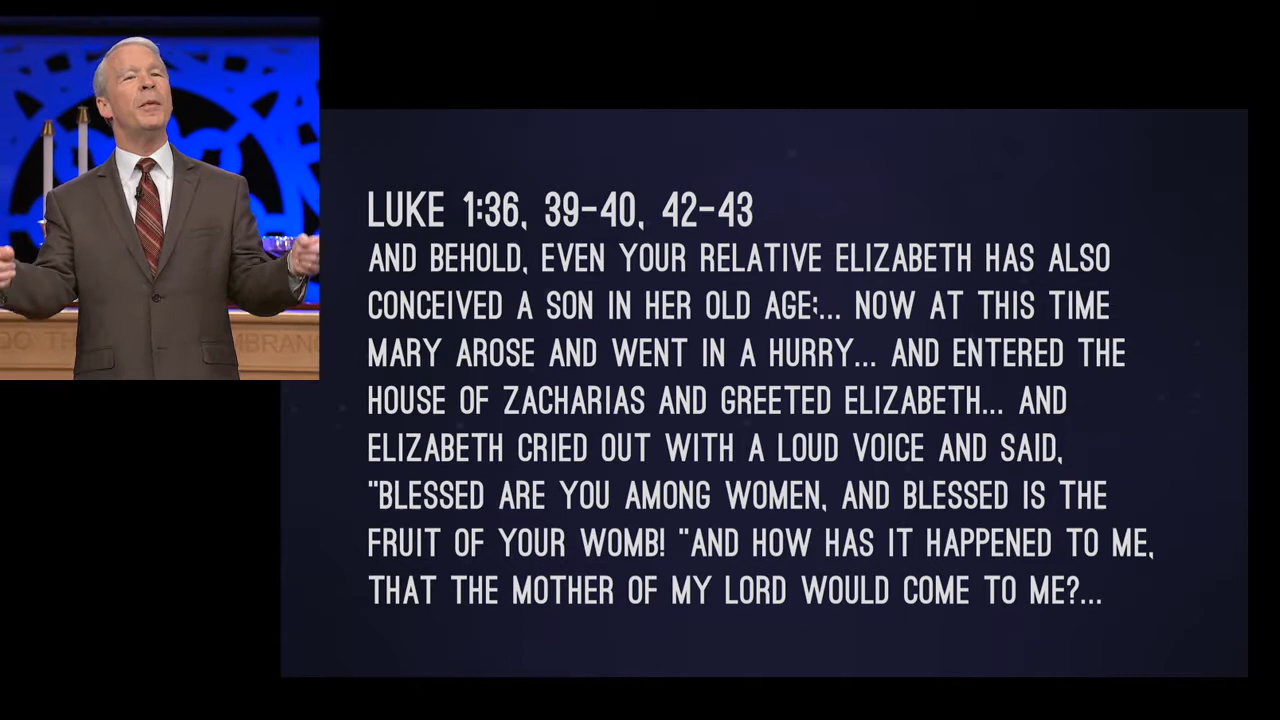 LUKE 1:36, 39-40, 42-43
AND BEHOLD, EVEN YOUR RELATIVE ELIZABETH HAS ALSO
CONCEIVED A SON IN HER OLD AGE;... NOW AT THIS TIME
MARY AROSE AND WENT IN A HURRY... AND ENTERED THE
HOUSE OF ZACHARIAS AND GREETED ELIZABETH... AND
ELIZABETH CRIED OUT WITH A LOUD VOICE AND SAID,
"BLESSED ARE YOU AMONG WOMEN, AND BLESSED IS THE
FRUIT OF YOUR WOMB! "AND HOW HAS IT HAPPENED TO ME,
THAT THE MOTHER OF MY LORD WOULD COME TO ME?...
DO TH